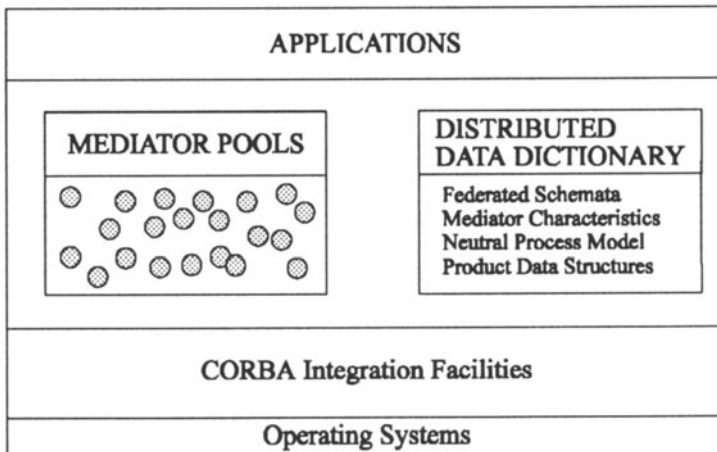 APPLICATIONS
MEDIATOR POOLS
DISTRIBUTED
DATA DICTIONARY
Federated Schemata
Mediator Characteristics
Neutral Process Model
Product Data Structures
CORBA Integration Facilities
Operating Systems